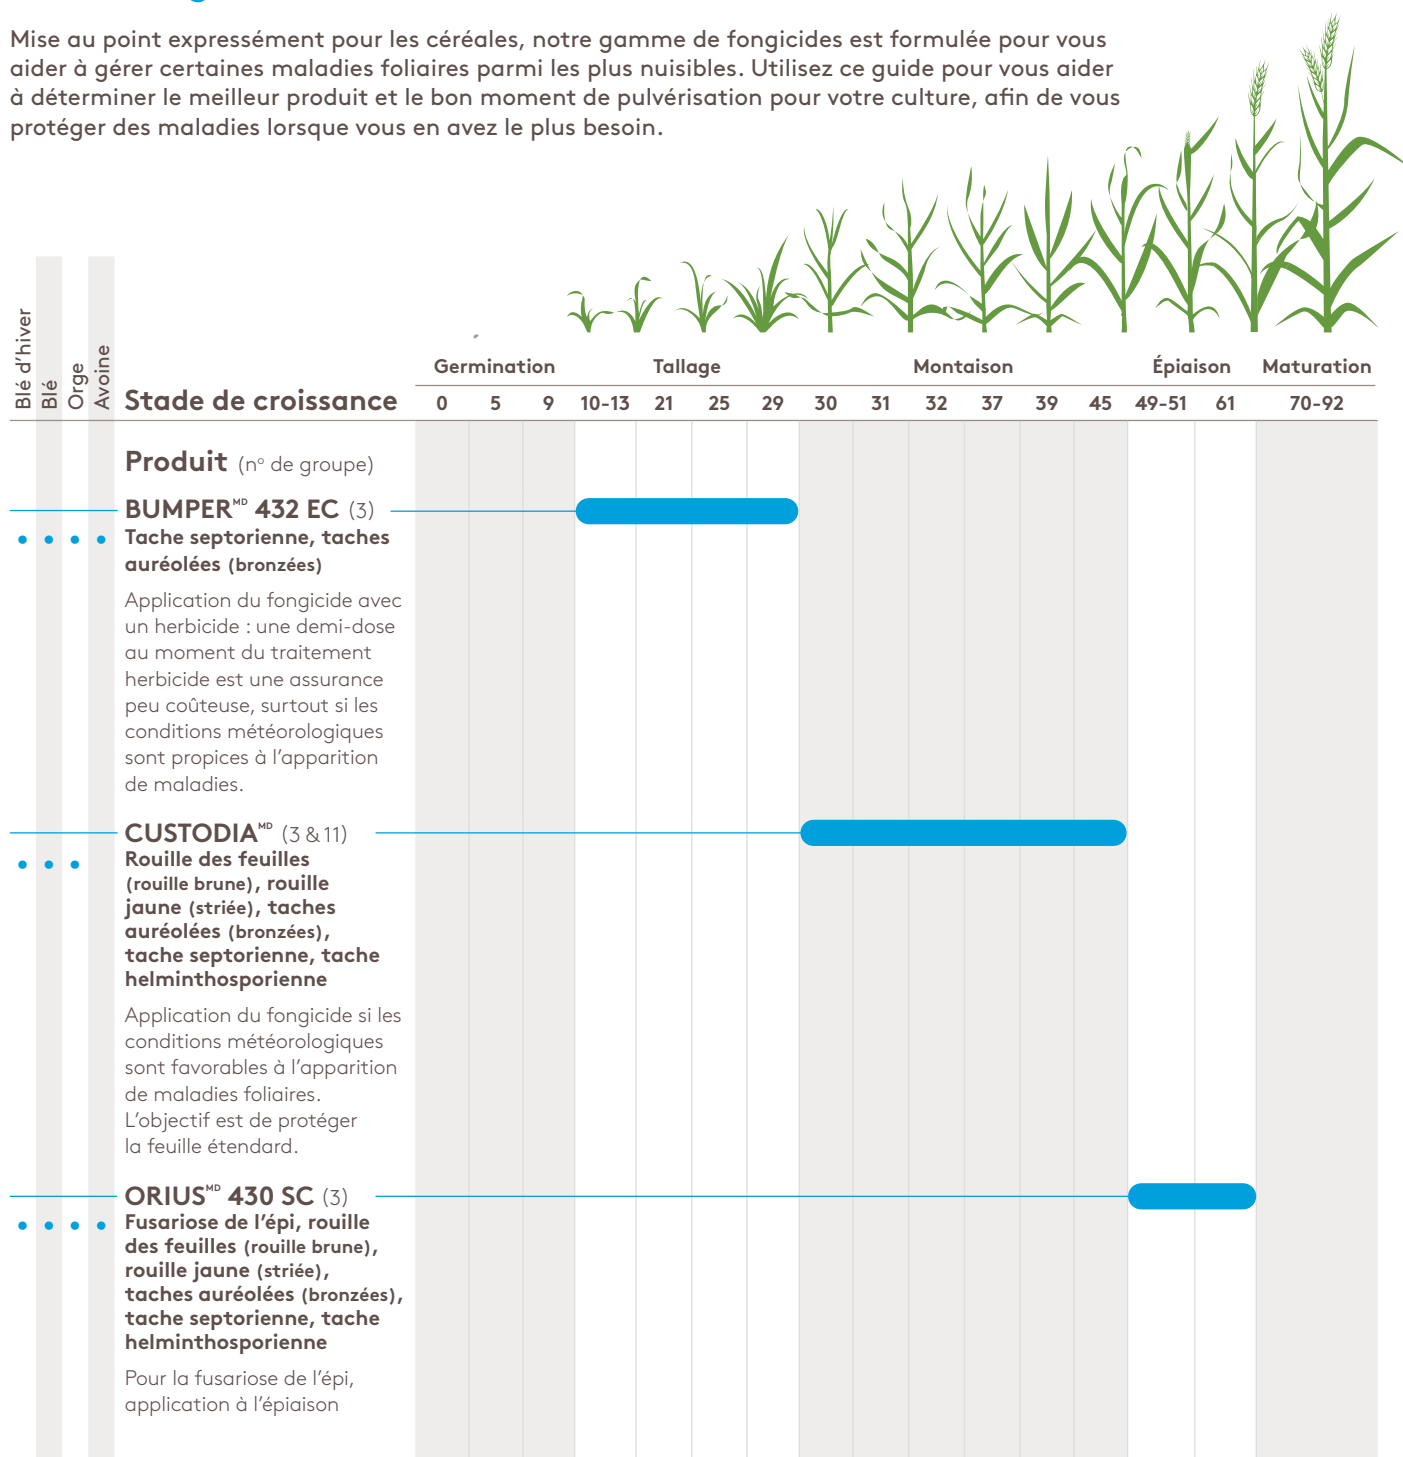 Mise au point expressément pour les céréales, notre gamme de fongicides est formulée pour vous
aider à gérer certaines maladies foliaires parmi les plus nuisibles. Utilisez ce guide pour vous aider
à déterminer le meilleur produit et le bon moment de pulvérisation pour votre culture, afin de vous
protéger des maladies lorsque vous en avez le plus besoin.
Blé d'hiver
Blé
Orge
Avoine
Stade de croissance
Germination Tallage Montaison Épiaison Maturation
0 5 9 10-13 21 25 29 30 31 32 37 39 45 49-51 61 70-92
Produit (nº de groupe)
BUMPERᴹᴰ 432 EC (3)
Tache septorienne, taches
auréolées (bronzées)
Application du fongicide avec
un herbicide : une demi-dose
au moment du traitement
herbicide est une assurance
peu coûteuse, surtout si les
conditions météorologiques
sont propices à l'apparition
de maladies.
CUSTODIAᴹᴰ (3 & 11)
Rouille des feuilles
(rouille brune), rouille
jaune (striée), taches
auréolées (bronzées),
tache septorienne, tache
helminthosporienne
Application du fongicide si les
conditions météorologiques
sont favorables à l'apparition
de maladies foliaires.
L'objectif est de protéger
la feuille étendard.
ORIUSᴹᴰ 430 SC (3)
Fusariose de l'épi, rouille
des feuilles (rouille brune),
rouille jaune (striée),
taches auréolées (bronzées),
tache septorienne, tache
helminthosporienne
Pour la fusariose de l'épi,
application à l'épiaison